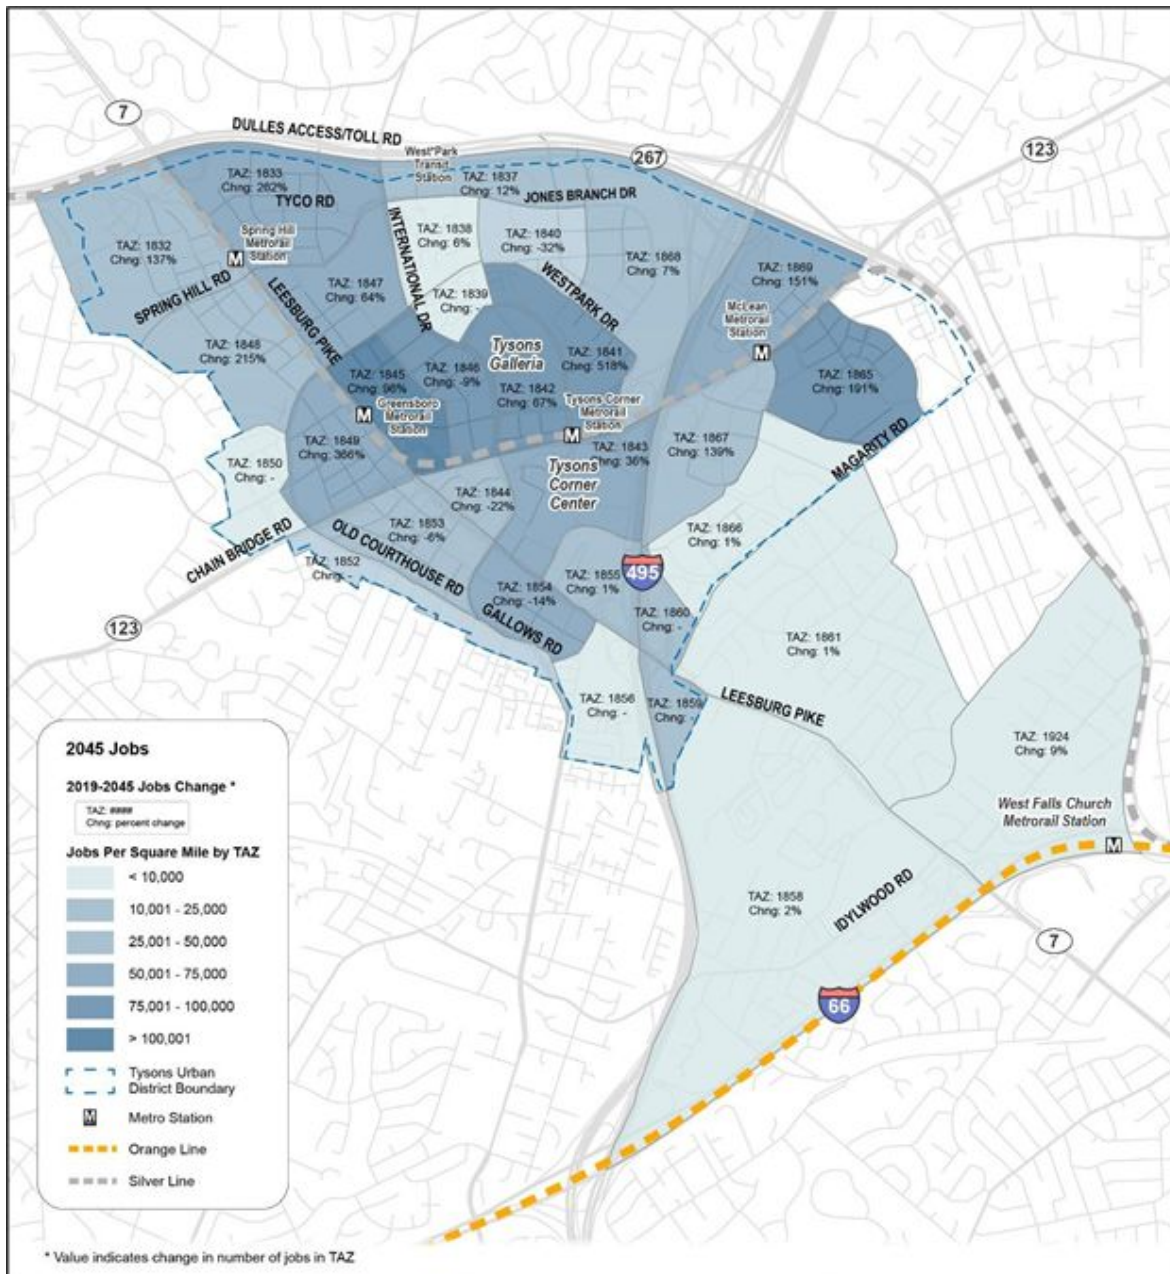 7
DULLES ACCESS/TOLL RD
West*Park
Transit
Station
267
123
TAZ: 1833
Chng: 262%
TYCO RD
TAZ: 1837
Chng: 12%
JONES BRANCH DR
INTERNATIONAL DR
TAZ: 1838
Chng: 6%
TAZ: 1840
Chng: -32%
TAZ: 1832
Chng: 137%
Spring Hill
Metrorail
Station
M
TAZ: 1868
Chng: 7%
TAZ: 1869
Chng: 151%
SPRING HILL RD
LEESBURG PIKE
TAZ: 1847
Chng: 64%
TAZ: 1839
Chng: -
WESTPARK DR
McLean
Metrorail
Station
M
TAZ: 1848
Chng: 215%
Tysons
Galleria
TAZ: 1841
Chng: 518%
TAZ: 1845
Chng: 96%
TAZ: 1846
Chng: -9%
TAZ: 1842
Chng: 67%
TAZ: 1865
Chng: 191%
Greensboro
Metrorail
Station
M
Tysons Corner
Metrorail
Station
M
TAZ: 1849
Chng: 366%
TAZ: 1843
Chng: 36%
TAZ: 1867
Chng: 139%
MAGARITY RD
TAZ: 1850
Chng: -
Tysons
Corner
Center
TAZ: 1844
Chng: -22%
TAZ: 1853
Chng: -6%
TAZ: 1866
Chng: 1%
CHAIN BRIDGE RD
OLD COURTHOUSE RD
TAZ: 1852
Chng: -
TAZ: 1855
Chng: 1%
495
TAZ: 1854
Chng: -14%
GALLOWS RD
TAZ: 1860
Chng: -
123
TAZ: 1861
Chng: 1%
TAZ: 1856
Chng: -
TAZ: 1859
Chng: -
LEESBURG PIKE
TAZ: 1924
Chng: 9%
West Falls Church
Metrorail Station
M
TAZ: 1858
Chng: 2%
IDYLWOOD RD
7
66
2045 Jobs
2019-2045 Jobs Change *
TAZ: ####
Chng: percent change
Jobs Per Square Mile by TAZ
< 10,000
10,001 - 25,000
25,001 - 50,000
50,001 - 75,000
75,001 - 100,000
> 100,001
Tysons Urban
District Boundary
M
Metro Station
Orange Line
Silver Line
* Value indicates change in number of jobs in TAZ